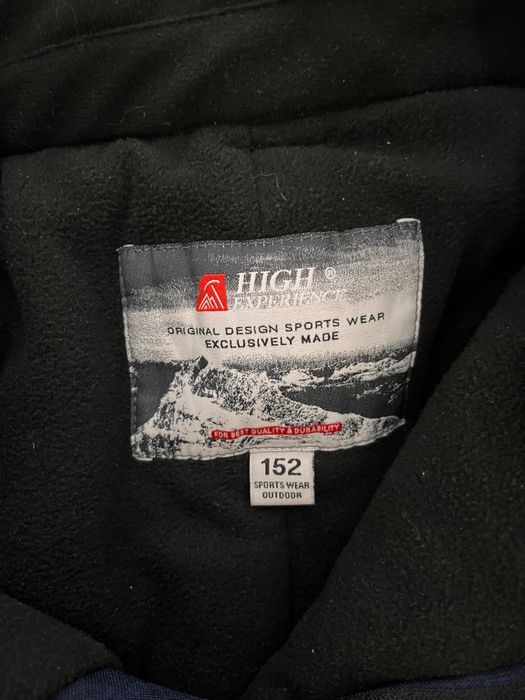 HIGH ®
EXPERIENCE
ORIGINAL DESIGN SPORTS WEAR
EXCLUSIVELY MADE
FOR BEST QUALITY & DURABILITY
152
SPORTS WEAR
OUTDOOR